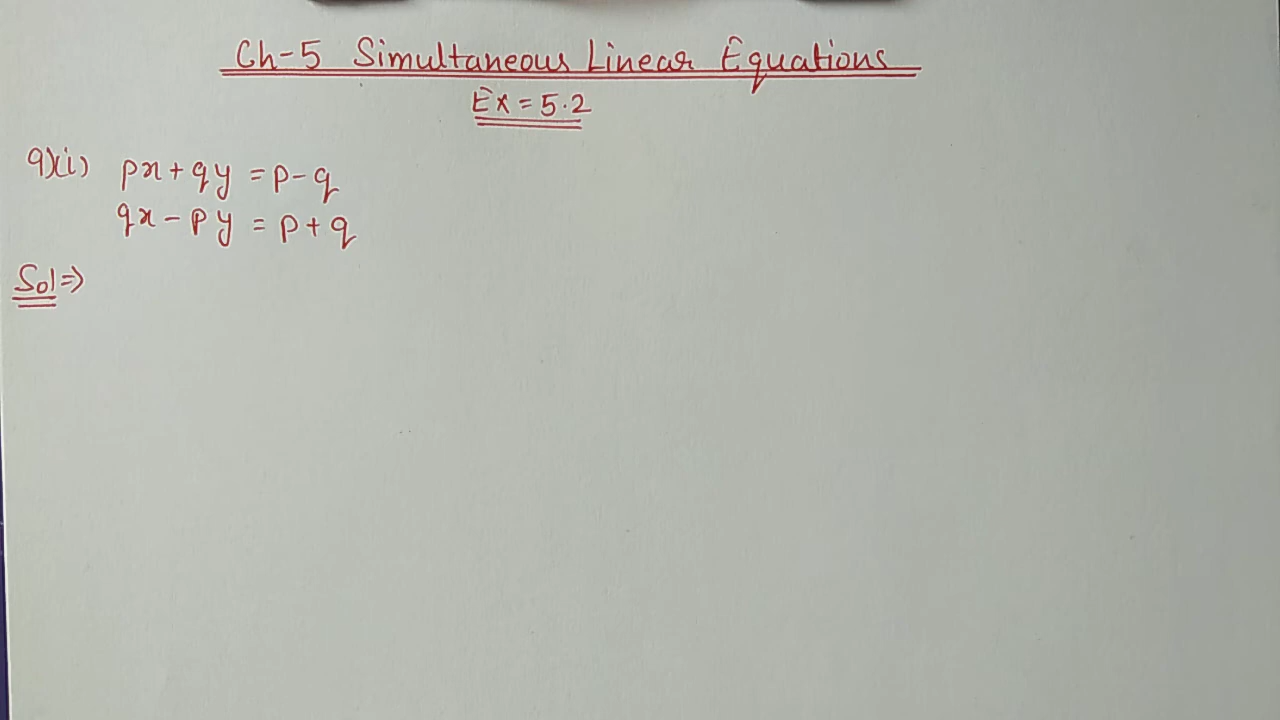 Ch-5 Simultaneous Linear Equations
Ex = 5.2
9)(i) px + qy = p - q
qx - py = p + q
Sol ⇒